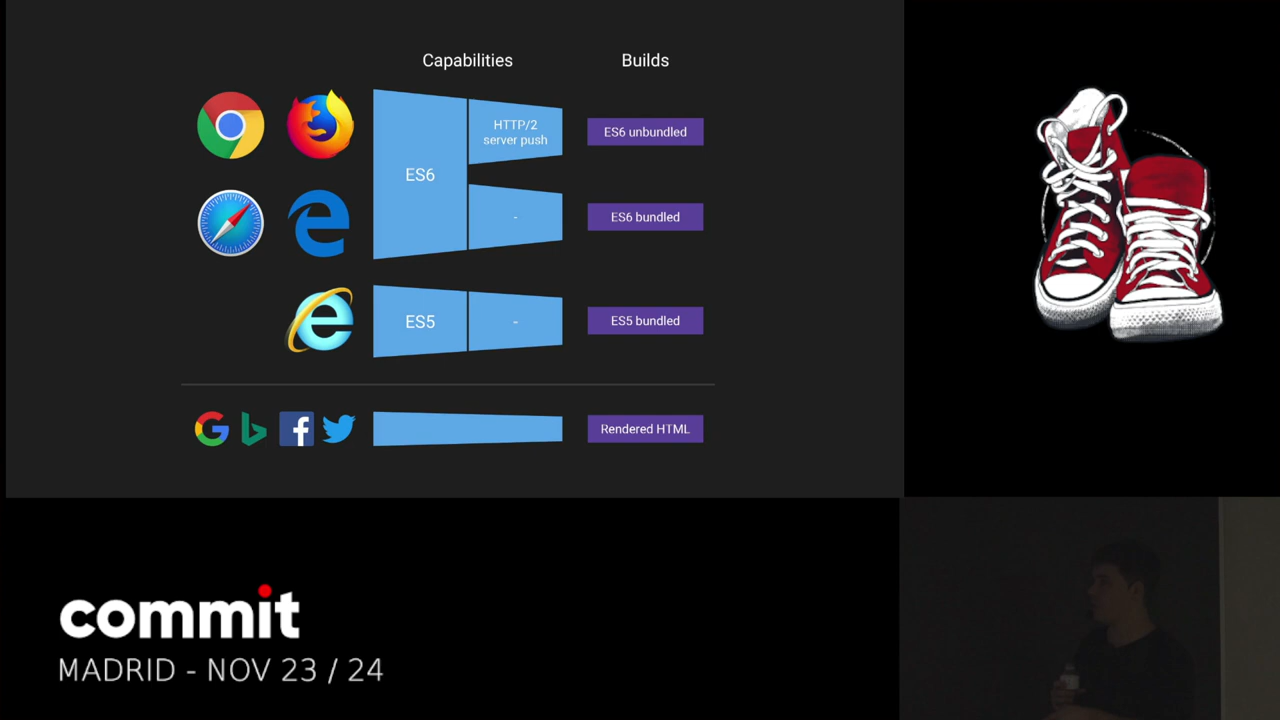 Capabilities
Builds
ES6
HTTP/2
server push
ES6 unbundled
-
ES6 bundled
ES5
-
ES5 bundled
Rendered HTML
commit
MADRID - NOV 23 / 24